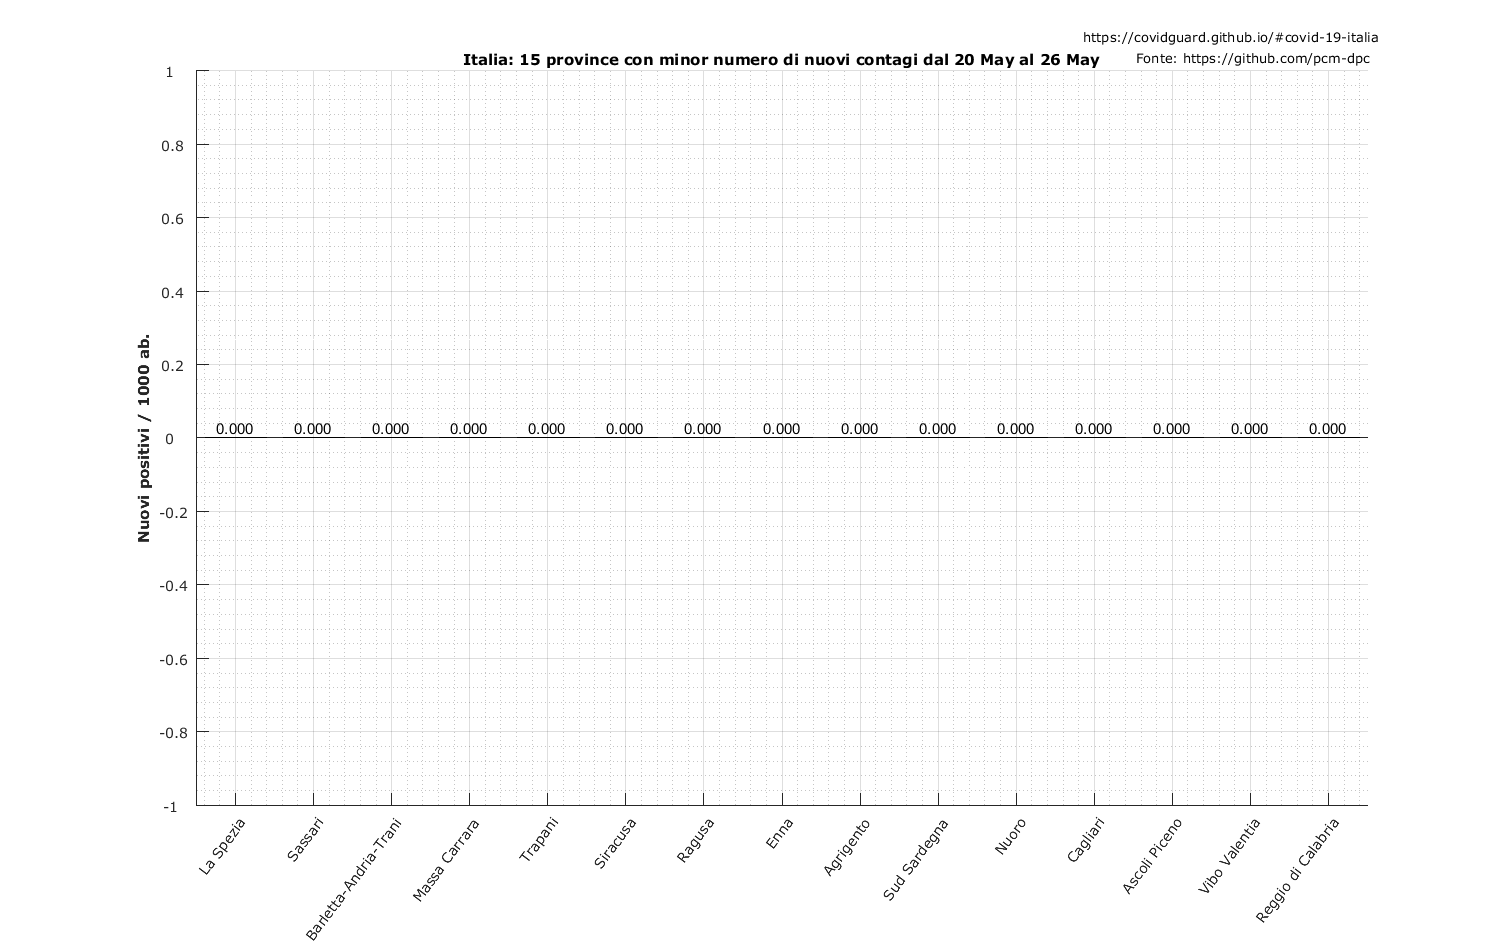 https://covidguard.github.io/#covid-19-italia
Italia: 15 province con minor numero di nuovi contagi dal 20 May al 26 May
Fonte: https://github.com/pcm-dpc
Nuovi positivi / 1000 ab.
1
0.8
0.6
0.4
0.2
0
-0.2
-0.4
-0.6
-0.8
-1
0.000 0.000 0.000 0.000 0.000 0.000 0.000 0.000 0.000 0.000 0.000 0.000 0.000 0.000 0.000
La Spezia
Sassari
Barletta-Andria-Trani
Massa Carrara
Trapani
Siracusa
Ragusa
Enna
Agrigento
Sud Sardegna
Nuoro
Cagliari
Ascoli Piceno
Vibo Valentia
Reggio di Calabria